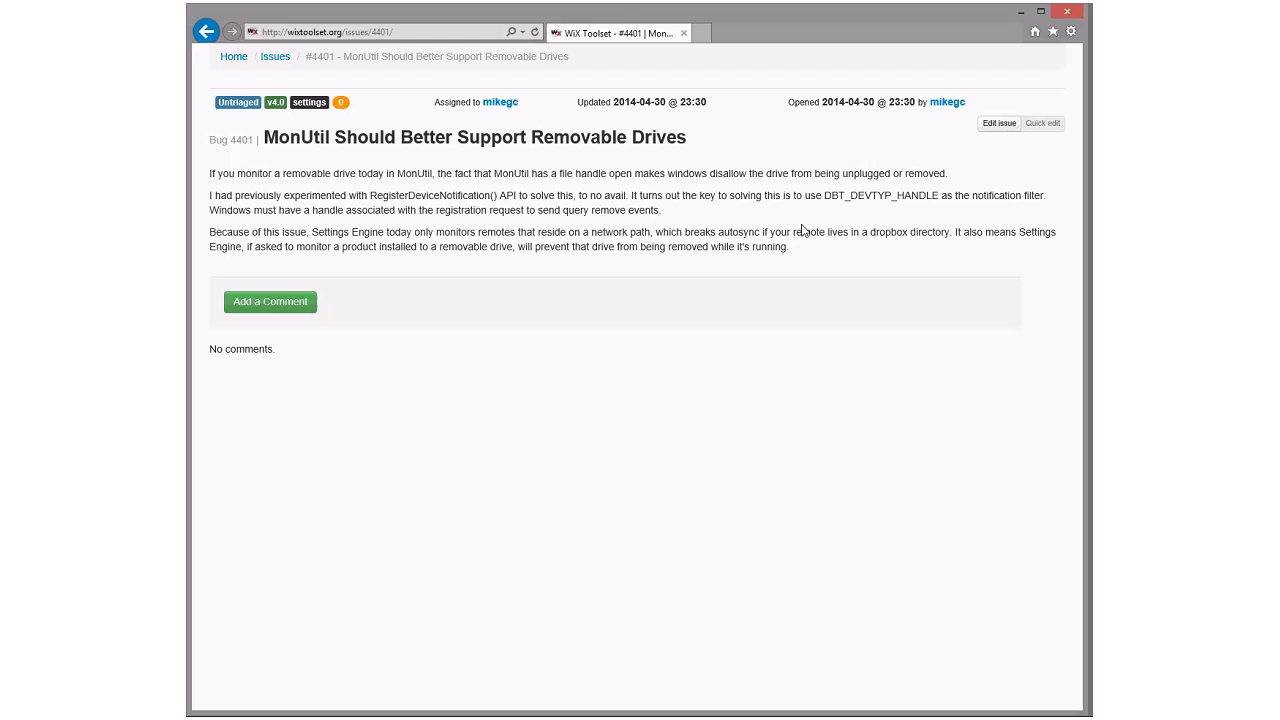 http://wixtoolset.org/issues/4401/
WiX Toolset - #4401 | Mon...
Home / Issues / #4401 - MonUtil Should Better Support Removable Drives
Untriaged v4.0 settings 0 Assigned to mikegc Updated 2014-04-30 @ 23:30 Opened 2014-04-30 @ 23:30 by mikegc
Edit issue Quick edit
Bug 4401 | MonUtil Should Better Support Removable Drives
If you monitor a removable drive today in MonUtil, the fact that MonUtil has a file handle open makes windows disallow the drive from being unplugged or removed.
I had previously experimented with RegisterDeviceNotification() API to solve this, to no avail. It turns out the key to solving this is to use DBT_DEVTYP_HANDLE as the notification filter.
Windows must have a handle associated with the registration request to send query remove events.
Because of this issue, Settings Engine today only monitors remotes that reside on a network path, which breaks autosync if your remote lives in a dropbox directory. It also means Settings
Engine, if asked to monitor a product installed to a removable drive, will prevent that drive from being removed while it's running.
Add a Comment
No comments.